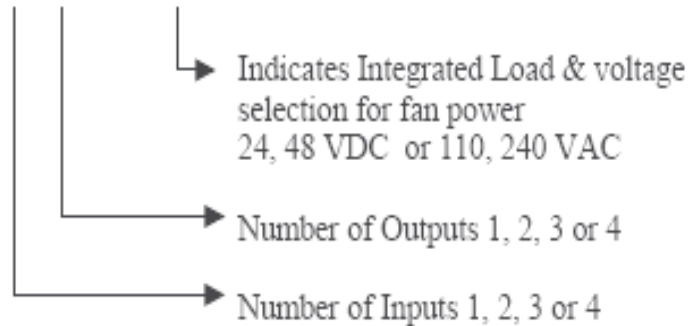 Indicates Integrated Load & voltage
selection for fan power
24, 48 VDC or 110, 240 VAC
Number of Outputs 1, 2, 3 or 4
Number of Inputs 1, 2, 3 or 4